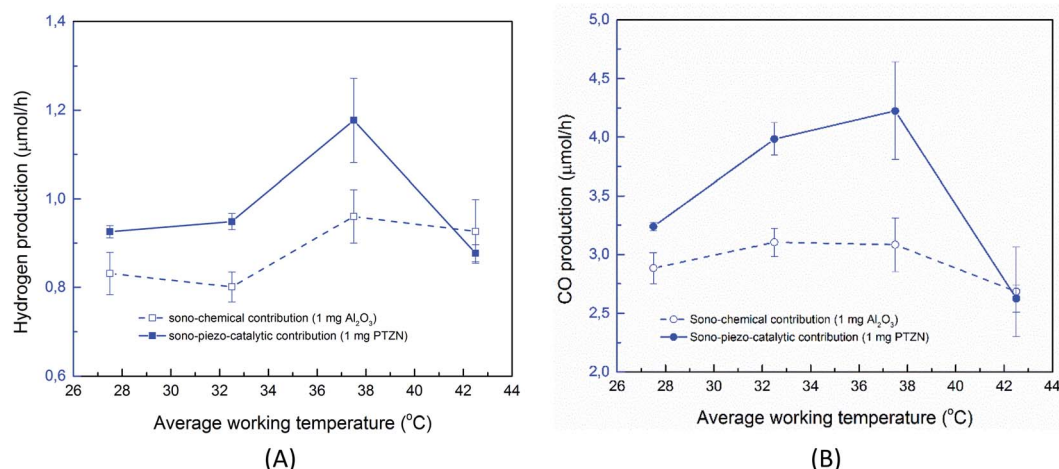 1,4
1,2
1,0
0,8
0,6
Hydrogen production (μmol/h)
sono-chemical contribution (1 mg Al₂O₃)
sono-piezo-catalytic contribution (1 mg PTZN)
26 28 30 32 34 36 38 40 42 44
Average working temperature (°C)
(A)
5,0
4,5
4,0
3,5
3,0
2,5
2,0
CO production (μmol/h)
Sono-chemical contribution (1 mg Al₂O₃)
Sono-piezo-catalytic contribution (1 mg PTZN)
26 28 30 32 34 36 38 40 42 44
Average working temperature (°C)
(B)